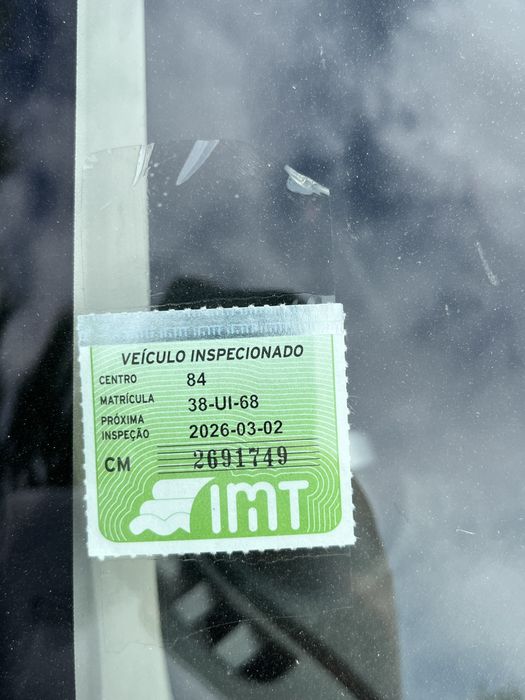 VEÍCULO INSPECIONADO
CENTRO 84
MATRÍCULA 38-UI-68
PRÓXIMA
INSPEÇÃO 2026-03-02
CM 2691749
IMT